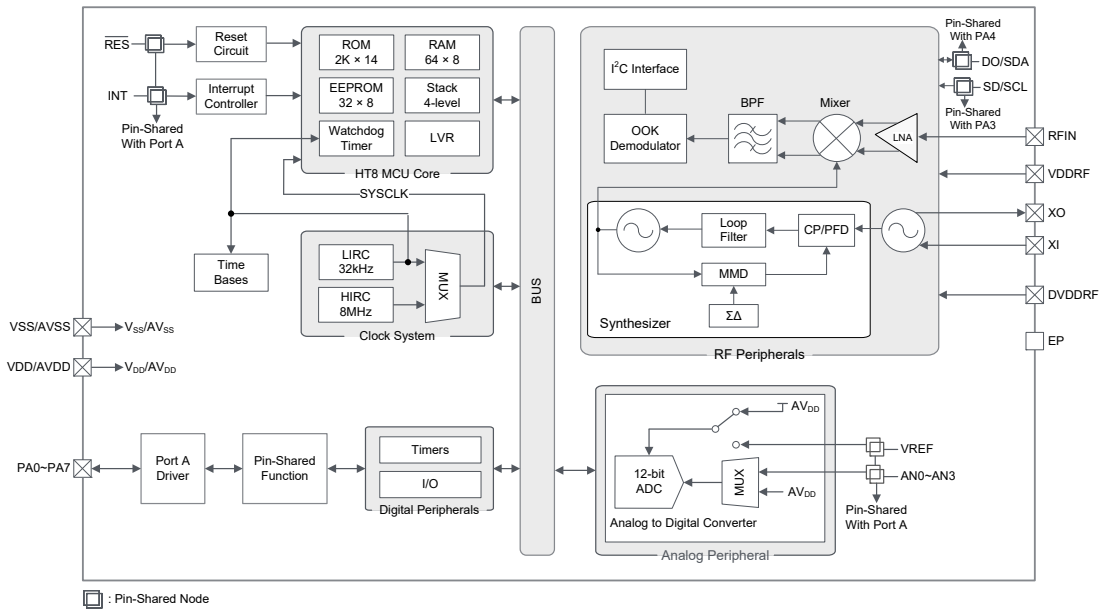 RES
Reset
Circuit
INT
Interrupt
Controller
Pin-Shared
With Port A
ROM
2K × 14
RAM
64 × 8
EEPROM
32 × 8
Stack
4-level
Watchdog
Timer
LVR
HT8 MCU Core
SYSCLK
Time
Bases
LIRC
32kHz
HIRC
8MHz
MUX
Clock System
VSS/AVSS
VSS/AVSS
VDD/AVDD
VDD/AVDD
PA0~PA7
Port A
Driver
Pin-Shared
Function
Timers
I/O
Digital Peripherals
BUS
I²C Interface
OOK
Demodulator
BPF
Mixer
LNA
Loop
Filter
CP/PFD
MMD
ΣΔ
Synthesizer
RF Peripherals
Pin-Shared
With PA4
DO/SDA
SD/SCL
Pin-Shared
With PA3
RFIN
VDDRF
XO
XI
DVDDRF
EP
AVDD
12-bit
ADC
MUX
AVDD
Analog to Digital Converter
Analog Peripheral
VREF
AN0~AN3
Pin-Shared
With Port A
: Pin-Shared Node